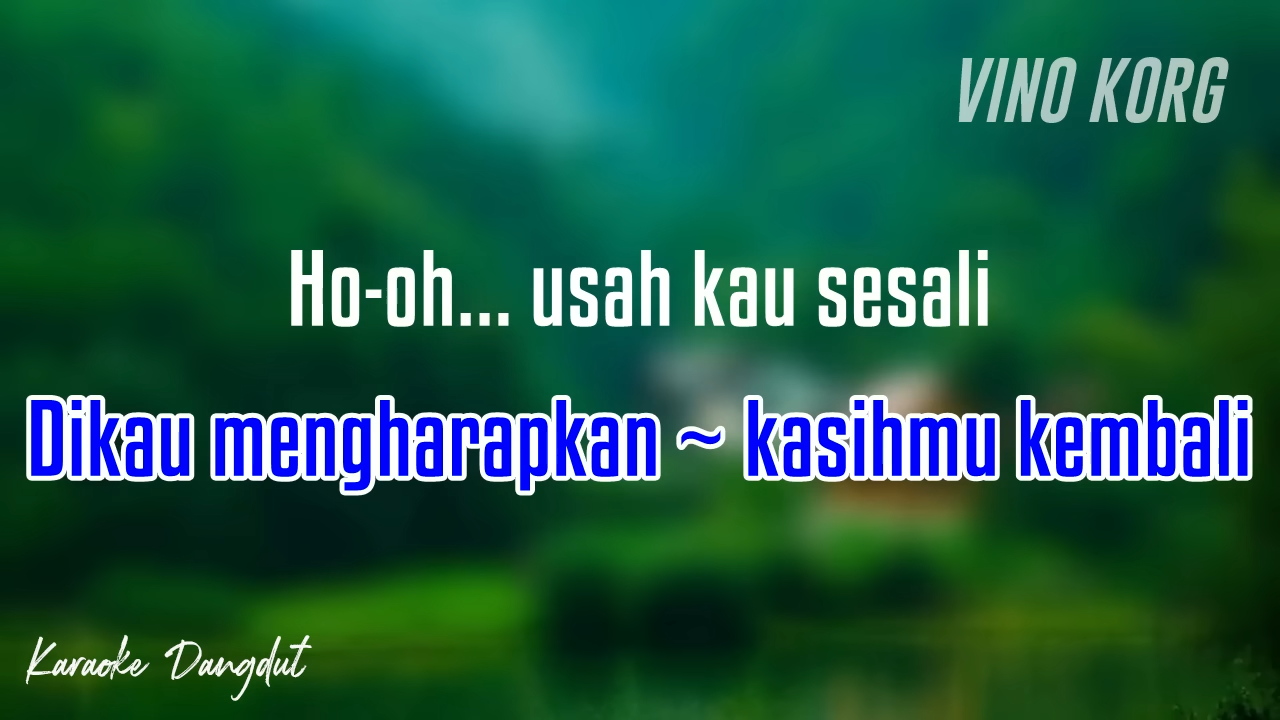 VINO KORG
Ho-oh... usah kau sesali
Dikau mengharapkan ~ kasihmu kembali
Karaoke Dangdut